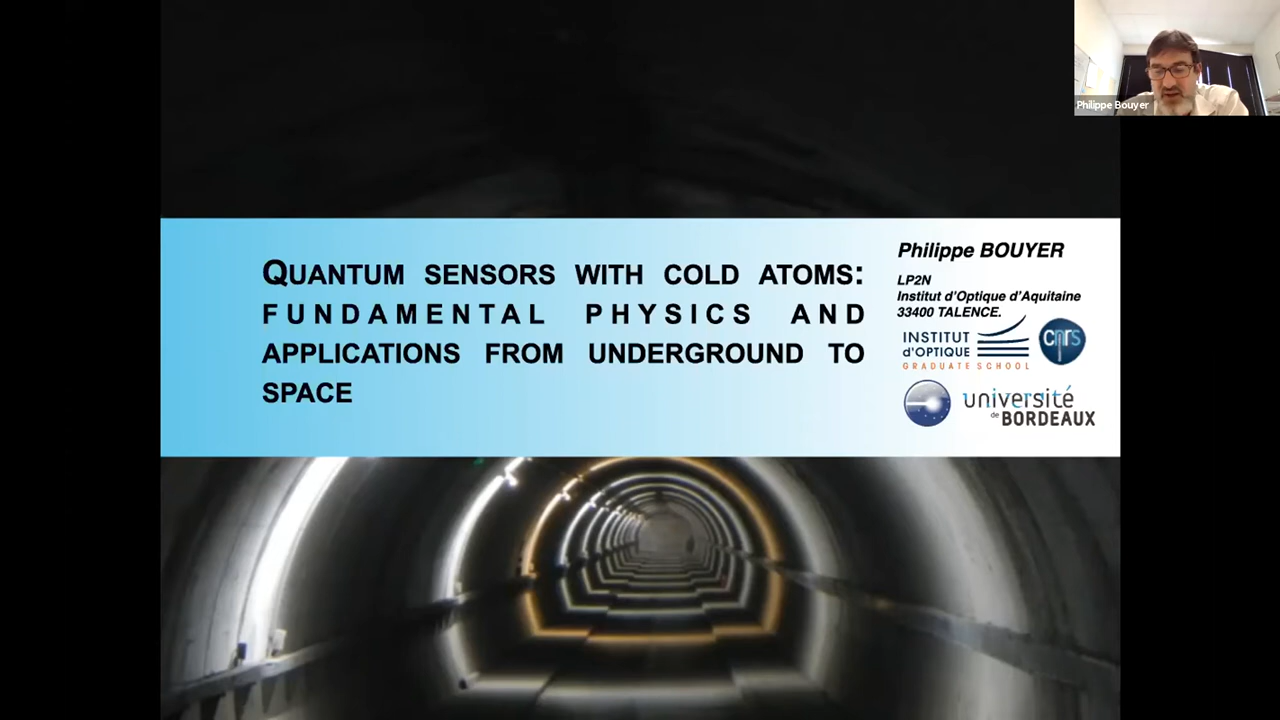 Philippe Bouyer
QUANTUM SENSORS WITH COLD ATOMS:
FUNDAMENTAL PHYSICS AND
APPLICATIONS FROM UNDERGROUND TO
SPACE
Philippe BOUYER
LP2N
Institut d'Optique d'Aquitaine
33400 TALENCE.
INSTITUT
d'OPTIQUE
GRADUATE SCHOOL
cnrs
université
de BORDEAUX